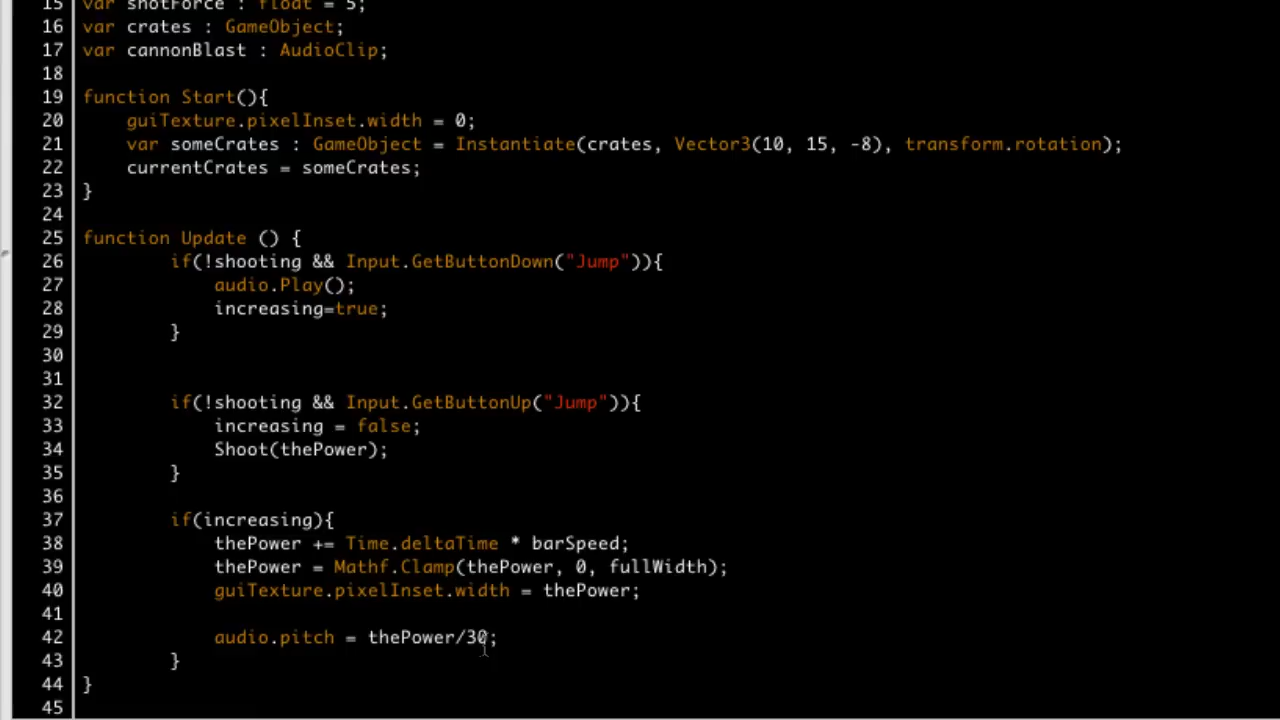 15 var shotForce : float = 5;
16 var crates : GameObject;
17 var cannonBlast : AudioClip;
18
19 function Start(){
20 guiTexture.pixelInset.width = 0;
21 var someCrates : GameObject = Instantiate(crates, Vector3(10, 15, -8), transform.rotation);
22 currentCrates = someCrates;
23 }
24
25 function Update () {
26 if(!shooting && Input.GetButtonDown("Jump")){
27 audio.Play();
28 increasing=true;
29 }
30
31
32 if(!shooting && Input.GetButtonUp("Jump")){
33 increasing = false;
34 Shoot(thePower);
35 }
36
37 if(increasing){
38 thePower += Time.deltaTime * barSpeed;
39 thePower = Mathf.Clamp(thePower, 0, fullWidth);
40 guiTexture.pixelInset.width = thePower;
41
42 audio.pitch = thePower/30;
43 }
44 }
45